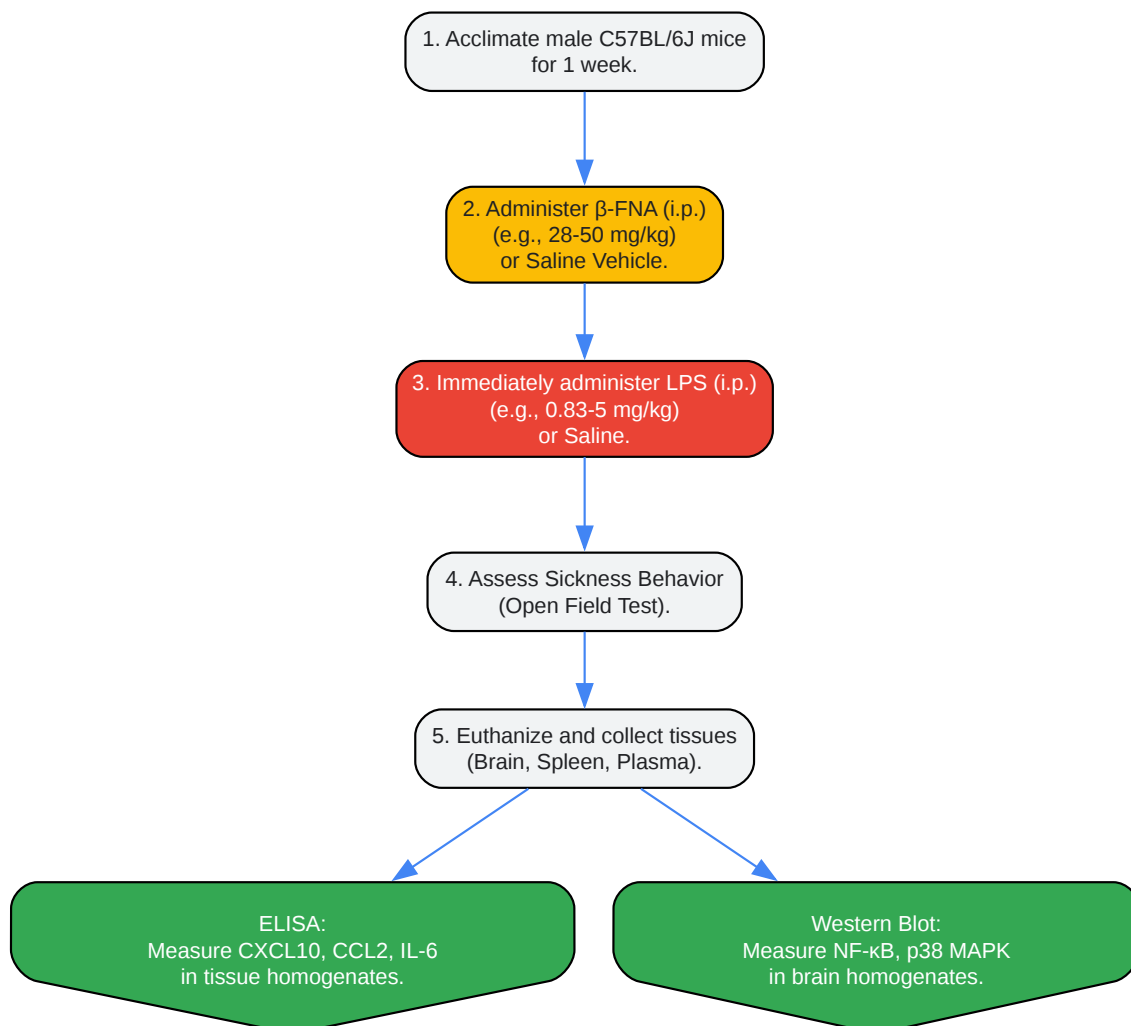 1. Acclimate male C57BL/6J mice
for 1 week.
2. Administer β-FNA (i.p.)
(e.g., 28-50 mg/kg)
or Saline Vehicle.
3. Immediately administer LPS (i.p.)
(e.g., 0.83-5 mg/kg)
or Saline.
4. Assess Sickness Behavior
(Open Field Test).
5. Euthanize and collect tissues
(Brain, Spleen, Plasma).
ELISA:
Measure CXCL10, CCL2, IL-6
in tissue homogenates.
Western Blot:
Measure NF-κB, p38 MAPK
in brain homogenates.